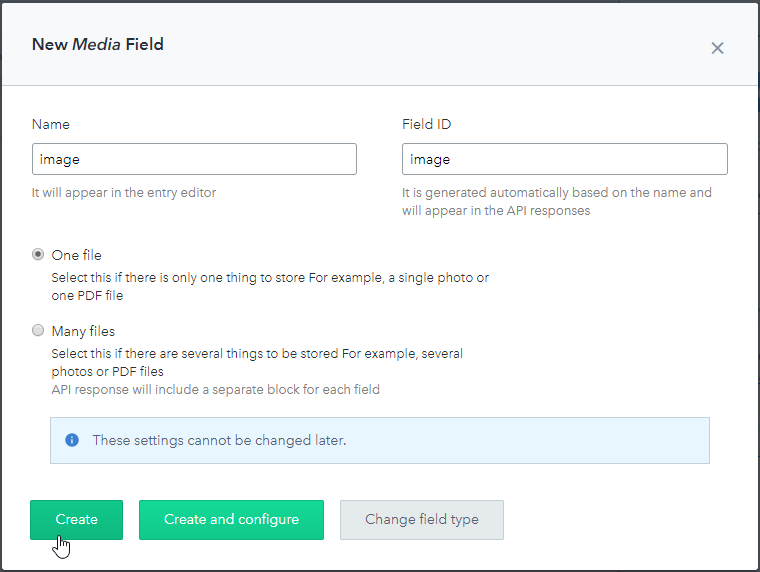 New Media Field
Name
Field ID
image
image
It will appear in the entry editor
It is generated automatically based on the name and
will appear in the API responses
One file
Select this if there is only one thing to store For example, a single photo or
one PDF file
Many files
Select this if there are several things to be stored For example, several
photos or PDF files
API response will include a separate block for each field
These settings cannot be changed later.
Create
Create and configure
Change field type